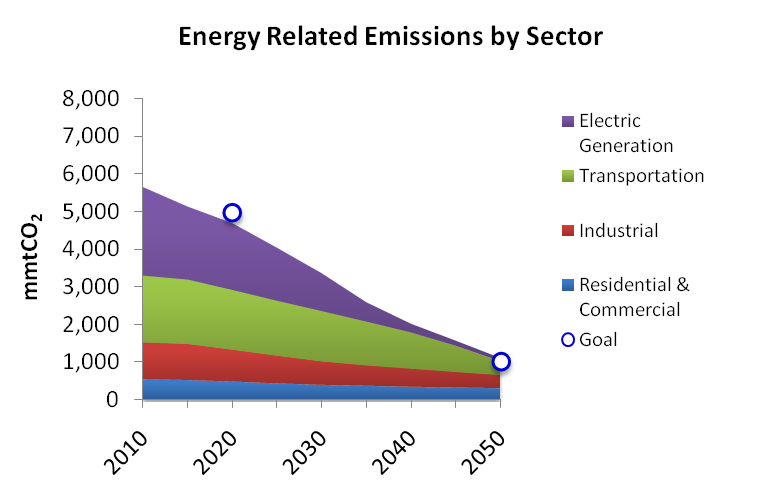 Energy Related Emissions by Sector
8,000
7,000
6,000
5,000
4,000
3,000
2,000
1,000
0
mmtCO₂
2010
2020
2030
2040
2050
Electric
Generation
Transportation
Industrial
Residential &
Commercial
Goal